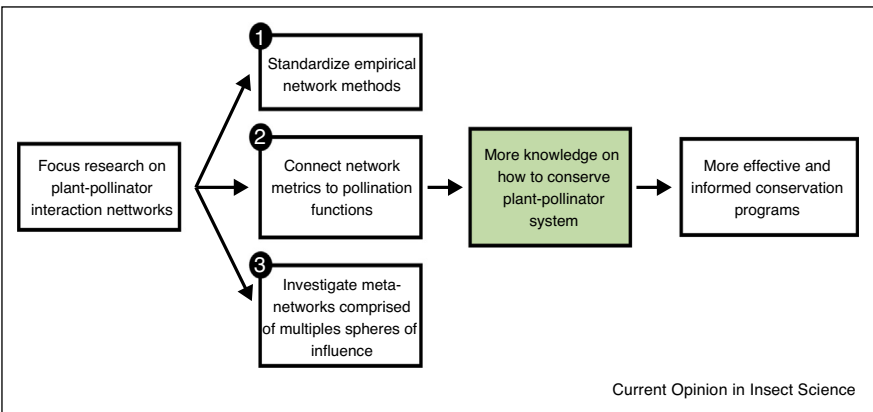 Focus research on
plant-pollinator
interaction nettworks
1
Standardize empirical
network methods
2
Connect network
metrics to pollination
functions
3
Investigate meta-
networks comprised
of multiples spheres of
influence
More knowledge on
how to conserve
plant-pollinator
system
More effective and
informed conservation
programs
Current Opinion in Insect Science